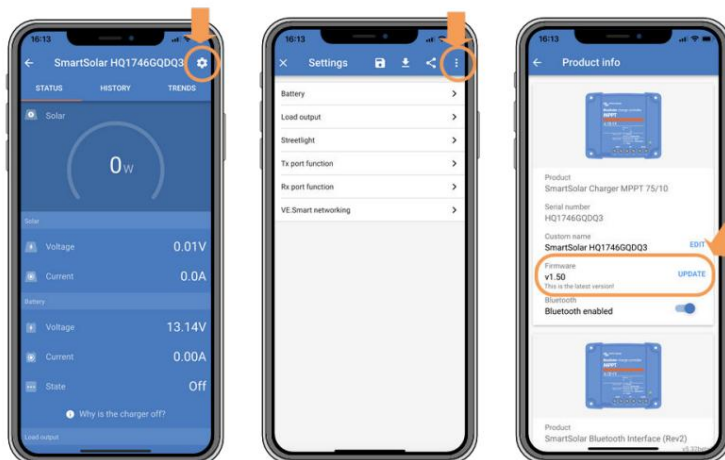 16:13
SmartSolar HQ1746GQDQ3
STATUS HISTORY TRENDS
Solar
0W
Solar
Voltage 0.01V
Current 0.0A
Battery
Voltage 13.14V
Current 0.00A
State Off
Why is the charger off?
Load output
16:13
Settings
Battery
Load output
Streetlight
Tx port function
Rx port function
VE.Smart networking
16:13
Product info
MPPT
Product
SmartSolar Charger MPPT 75/10
Serial number
HQ1746GQDQ3
Custom name
SmartSolar HQ1746GQDQ3 EDIT
Firmware
v1.50 UPDATE
This is the latest version!
Bluetooth
Bluetooth enabled
MPPT
Product
SmartSolar Bluetooth Interface (Rev2)